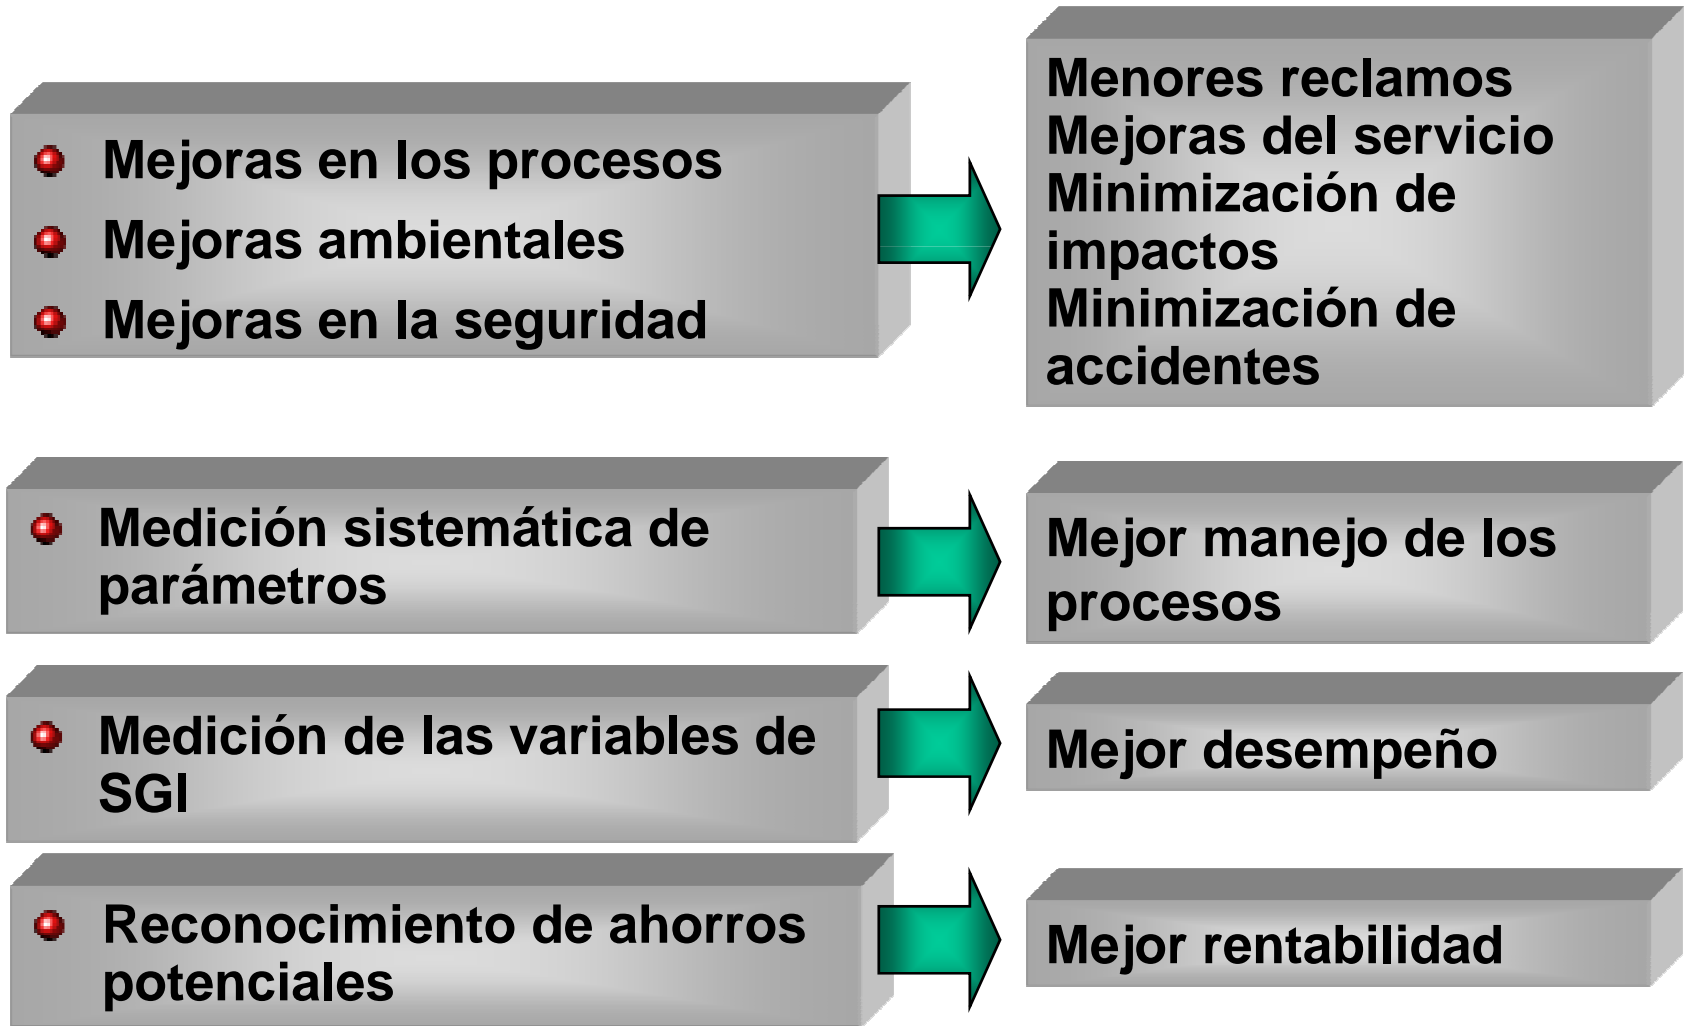 Mejoras en los procesos
Mejoras ambientales
Mejoras en la seguridad
Menores reclamos
Mejoras del servicio
Minimización de
impactos
Minimización de
accidentes
Medición sistemática de
parámetros
Mejor manejo de los
procesos
Medición de las variables de
SGI
Mejor desempeño
Reconocimiento de ahorros
potenciales
Mejor rentabilidad